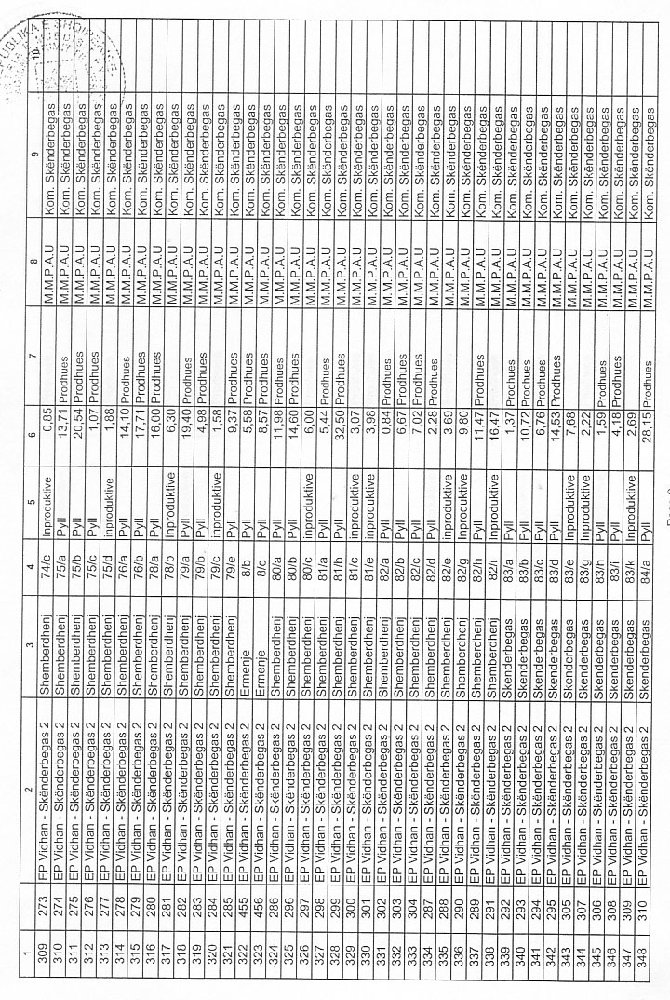 1 2 3 4 5 6 7 8 9 10
309 273 EP Vidhan - Skënderbegas 2 Shemberdhenj 74/e Inproduktive 0,85 M.M.P.A.U Kom. Skënderbegas
310 274 EP Vidhan - Skënderbegas 2 Shemberdhenj 75/a Pyll 13,71 Prodhues M.M.P.A.U Kom. Skënderbegas
311 275 EP Vidhan - Skënderbegas 2 Shemberdhenj 75/b Pyll 20,54 Prodhues M.M.P.A.U Kom. Skënderbegas
312 276 EP Vidhan - Skënderbegas 2 Shemberdhenj 75/c Pyll 1,07 Prodhues M.M.P.A.U Kom. Skënderbegas
313 277 EP Vidhan - Skënderbegas 2 Shemberdhenj 75/d inproduktive 1,88 M.M.P.A.U Kom. Skënderbegas
314 278 EP Vidhan - Skënderbegas 2 Shemberdhenj 76/a Pyll 14,10 Prodhues M.M.P.A.U Kom. Skënderbegas
315 279 EP Vidhan - Skënderbegas 2 Shemberdhenj 76/b Pyll 17,71 Prodhues M.M.P.A.U Kom. Skënderbegas
316 280 EP Vidhan - Skënderbegas 2 Shemberdhenj 78/a Pyll 16,00 Prodhues M.M.P.A.U Kom. Skënderbegas
317 281 EP Vidhan - Skënderbegas 2 Shemberdhenj 78/b inproduktive 6,30 M.M.P.A.U Kom. Skënderbegas
318 282 EP Vidhan - Skënderbegas 2 Shemberdhenj 79/a Pyll 19,40 Prodhues M.M.P.A.U Kom. Skënderbegas
319 283 EP Vidhan - Skënderbegas 2 Shemberdhenj 79/b Pyll 4,98 Prodhues M.M.P.A.U Kom. Skënderbegas
320 284 EP Vidhan - Skënderbegas 2 Shemberdhenj 79/c inproduktive 1,58 M.M.P.A.U Kom. Skënderbegas
321 285 EP Vidhan - Skënderbegas 2 Shemberdhenj 79/e Pyll 9,37 Prodhues M.M.P.A.U Kom. Skënderbegas
322 455 EP Vidhan - Skënderbegas 2 Ermenje 8/b Pyll 5,58 Prodhues M.M.P.A.U Kom. Skënderbegas
323 456 EP Vidhan - Skënderbegas 2 Ermenje 8/c Pyll 8,57 Prodhues M.M.P.A.U Kom. Skënderbegas
324 286 EP Vidhan - Skënderbegas 2 Shemberdhenj 80/a Pyll 11,98 Prodhues M.M.P.A.U Kom. Skënderbegas
325 296 EP Vidhan - Skënderbegas 2 Shemberdhenj 80/b Pyll 14,60 Prodhues M.M.P.A.U Kom. Skënderbegas
326 297 EP Vidhan - Skënderbegas 2 Shemberdhenj 80/c inproduktive 6,00 M.M.P.A.U Kom. Skënderbegas
327 298 EP Vidhan - Skënderbegas 2 Shemberdhenj 81/a Pyll 5,44 Prodhues M.M.P.A.U Kom. Skënderbegas
328 299 EP Vidhan - Skënderbegas 2 Shemberdhenj 81/b Pyll 32,50 Prodhues M.M.P.A.U Kom. Skënderbegas
329 300 EP Vidhan - Skënderbegas 2 Shemberdhenj 81/c inproduktive 3,07 M.M.P.A.U Kom. Skënderbegas
330 301 EP Vidhan - Skënderbegas 2 Shemberdhenj 81/e inproduktive 3,98 M.M.P.A.U Kom. Skënderbegas
331 302 EP Vidhan - Skënderbegas 2 Shemberdhenj 82/a Pyll 0,84 Prodhues M.M.P.A.U Kom. Skënderbegas
332 303 EP Vidhan - Skënderbegas 2 Shemberdhenj 82/b Pyll 6,67 Prodhues M.M.P.A.U Kom. Skënderbegas
333 304 EP Vidhan - Skënderbegas 2 Shemberdhenj 82/c Pyll 7,02 Prodhues M.M.P.A.U Kom. Skënderbegas
334 287 EP Vidhan - Skënderbegas 2 Shemberdhenj 82/d Pyll 2,28 Prodhues M.M.P.A.U Kom. Skënderbegas
335 288 EP Vidhan - Skënderbegas 2 Shemberdhenj 82/e inproduktive 3,69 M.M.P.A.U Kom. Skënderbegas
336 290 EP Vidhan - Skënderbegas 2 Shemberdhenj 82/g inproduktive 9,80 M.M.P.A.U Kom. Skënderbegas
337 289 EP Vidhan - Skënderbegas 2 Shemberdhenj 82/h Pyll 11,47 Prodhues M.M.P.A.U Kom. Skënderbegas
338 291 EP Vidhan - Skënderbegas 2 Shemberdhenj 82/i inproduktive 16,47 M.M.P.A.U Kom. Skënderbegas
339 292 EP Vidhan - Skënderbegas 2 Skenderbegas 83/a Pyll 1,37 Prodhues M.M.P.A.U Kom. Skënderbegas
340 293 EP Vidhan - Skënderbegas 2 Skenderbegas 83/b Pyll 10,72 Prodhues M.M.P.A.U Kom. Skënderbegas
341 294 EP Vidhan - Skënderbegas 2 Skenderbegas 83/c Pyll 6,76 Prodhues M.M.P.A.U Kom. Skënderbegas
342 295 EP Vidhan - Skënderbegas 2 Skenderbegas 83/d Pyll 14,53 Prodhues M.M.P.A.U Kom. Skënderbegas
343 305 EP Vidhan - Skënderbegas 2 Skenderbegas 83/e Inproduktive 7,68 M.M.P.A.U Kom. Skënderbegas
344 307 EP Vidhan - Skënderbegas 2 Skenderbegas 83/g Inproduktive 2,22 M.M.P.A.U Kom. Skënderbegas
345 306 EP Vidhan - Skënderbegas 2 Skenderbegas 83/h Pyll 1,59 Prodhues M.M.P.A.U Kom. Skënderbegas
346 308 EP Vidhan - Skënderbegas 2 Skenderbegas 83/i Pyll 4,18 Prodhues M.M.P.A.U Kom. Skënderbegas
347 309 EP Vidhan - Skënderbegas 2 Skenderbegas 83/k Inproduktive 2,69 M.M.P.A.U Kom. Skënderbegas
348 310 EP Vidhan - Skënderbegas 2 Skenderbegas 84/a Pyll 28,15 Prodhues M.M.P.A.U Kom. Skënderbegas